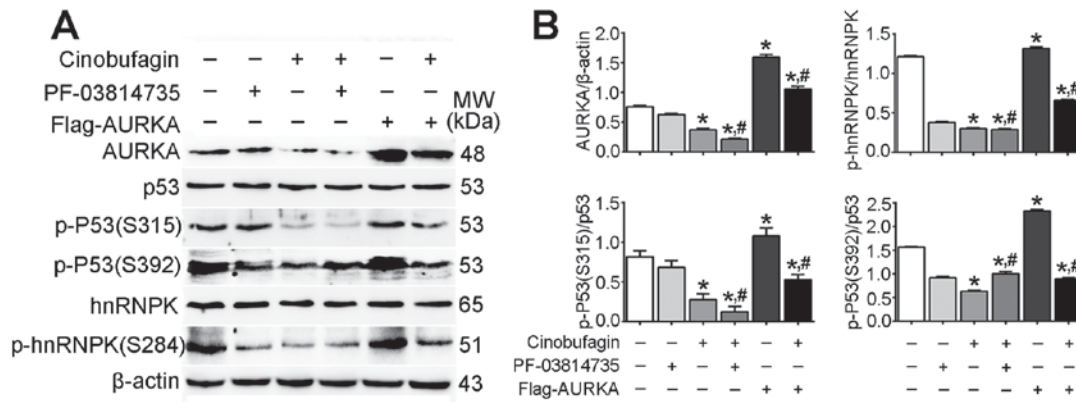 A
Cinobufagin − − + + − +
PF-03814735 − + − + − −
Flag-AURKA − − − − + +
MW
(kDa)
AURKA 48
p53 53
p-P53(S315) 53
p-P53(S392) 53
hnRNPK 65
p-hnRNPK(S284) 51
β-actin 43
B
AURKA/β-actin
2.0
1.5
1.0
0.5
0.0
* *,# * *,#
p-hnRNPK/hnRNPK
1.5
1.0
0.5
0.0
* *,# * *,#
p-P53(S315)/p53
1.5
1.0
0.5
0.0
* *,# * *,#
p-P53(S392)/p53
2.5
2.0
1.5
1.0
0.5
0.0
* *,# * *,#
Cinobufagin − − + + − + − − + + − +
PF-03814735 − + − + − − − + − + − −
Flag-AURKA − − − − + + − − − − + +